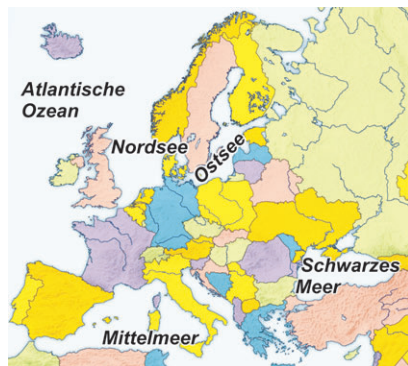 Atlantische
Ozean
Nordsee
Ostsee
Schwarzes
Meer
Mittelmeer